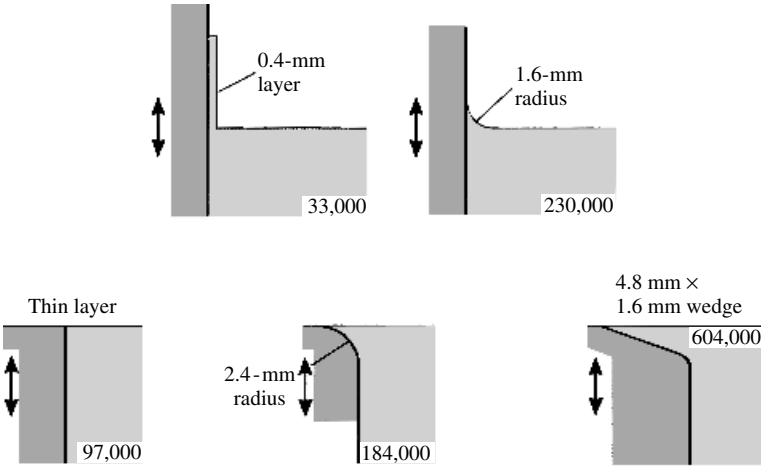 0.4-mm
layer
33,000
1.6-mm
radius
230,000
Thin layer
97,000
2.4-mm
radius
184,000
4.8 mm ×
1.6 mm wedge
604,000